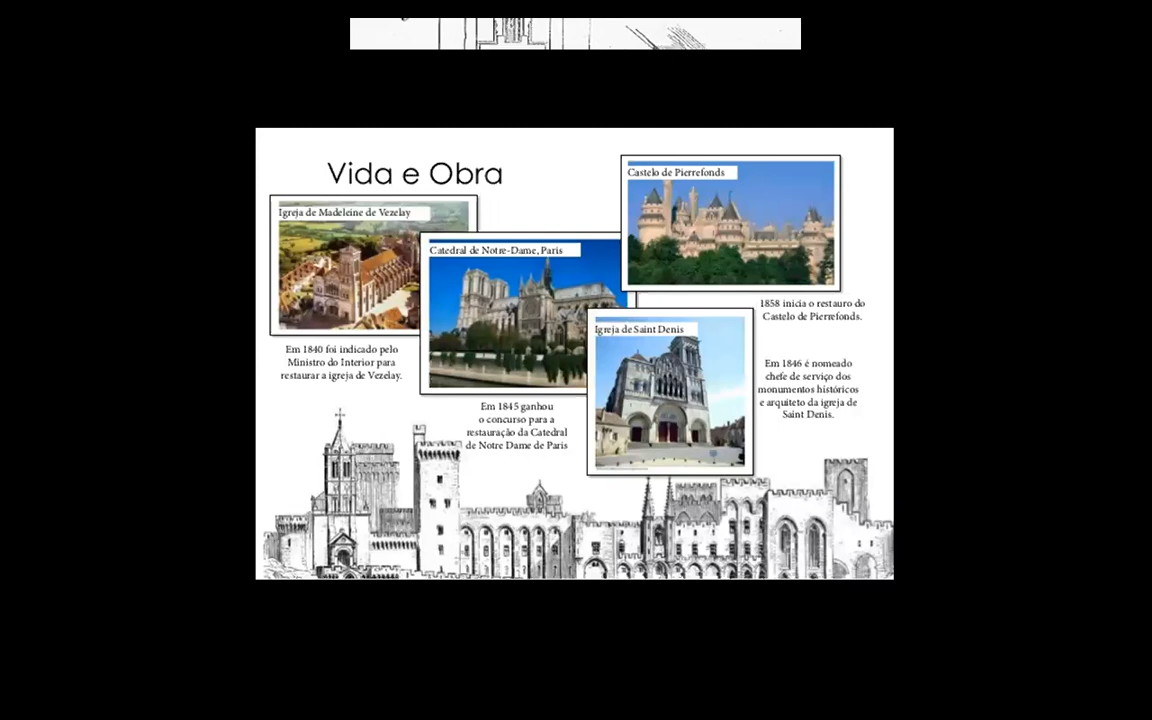 Vida e Obra
Igreja de Madeleine de Vezelay
Em 1840 foi indicado pelo
Ministro do Interior para
restaurar a igreja de Vezelay.
Catedral de Notre-Dame, Paris
Em 1845 ganhou
o concurso para a
restauração da Catedral
de Notre Dame de Paris
Castelo de Pierrefonds
1858 inicia o restauro do
Castelo de Pierrefonds.
Igreja de Saint Denis
Em 1846 é nomeado
chefe de serviço dos
monumentos históricos
e arquiteto da igreja de
Saint Denis.